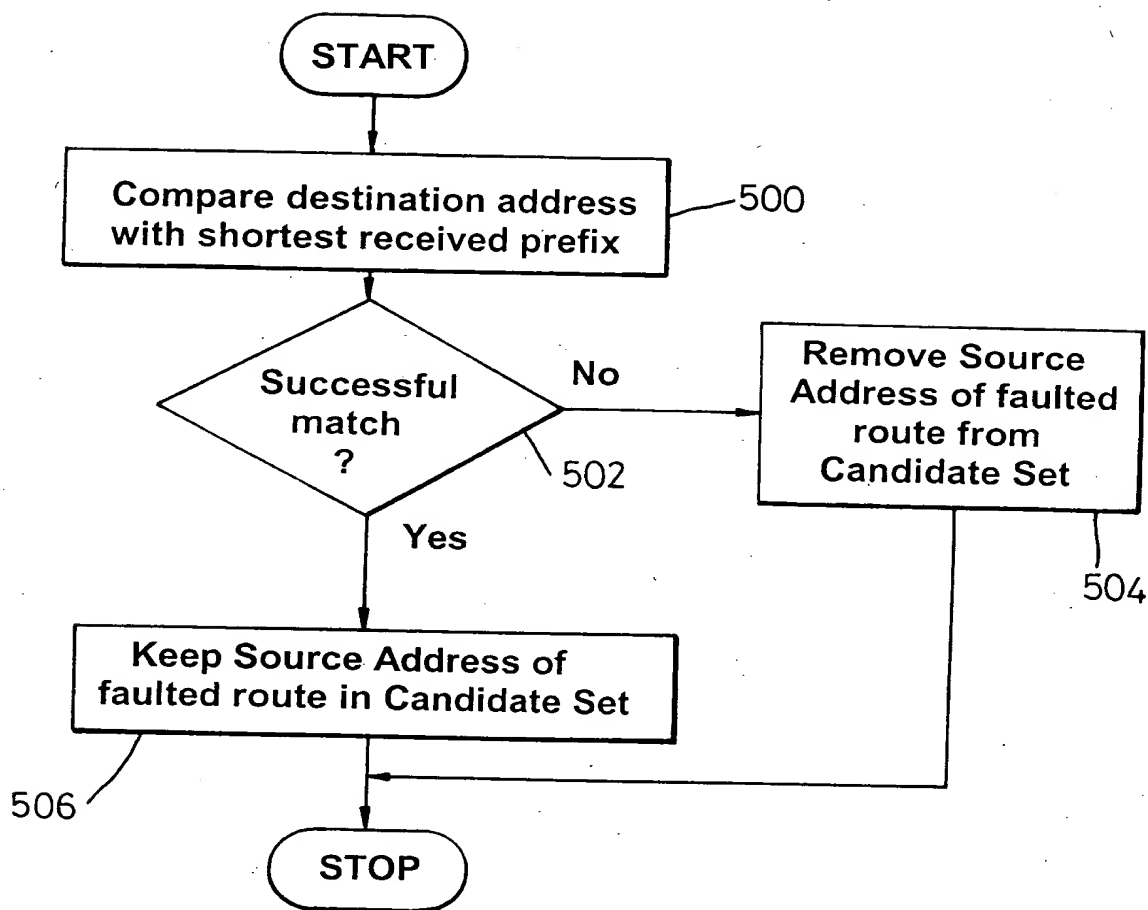 START
Compare destination address
with shortest received prefix
500
Successful
match
?
No
502
Yes
Remove Source
Address of faulted
route from
Candidate Set
504
Keep Source Address of
faulted route in Candidate Set
506
STOP